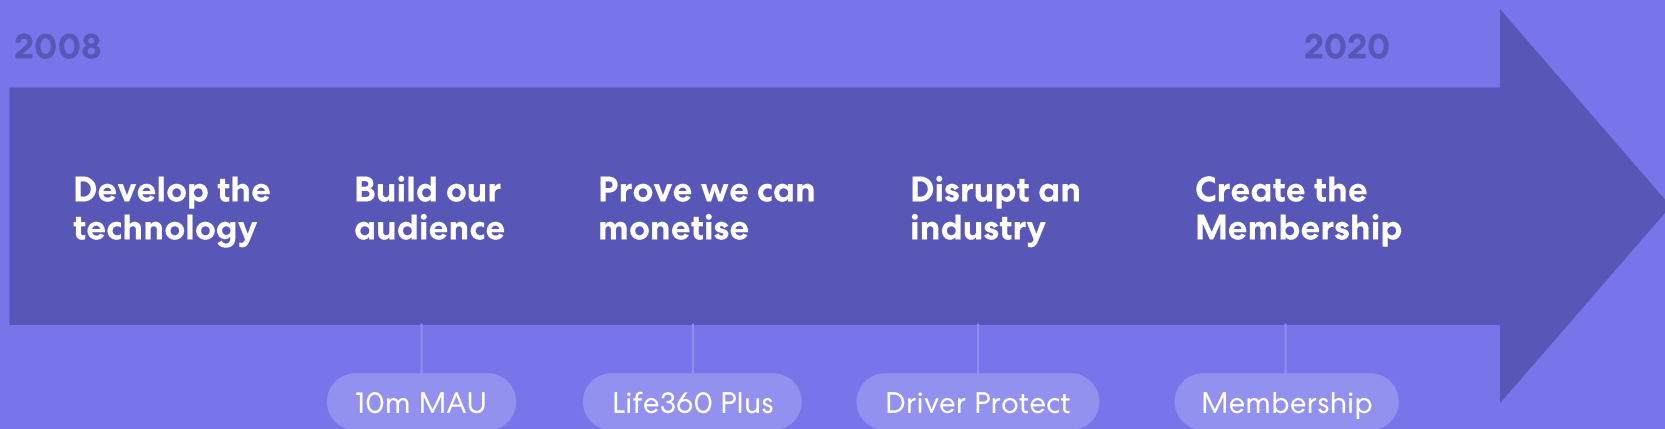 2008
2020
Develop the
technology
Build our
audience
Prove we can
monetise
Disrupt an
industry
Create the
Membership
10m MAU
Life360 Plus
Driver Protect
Membership